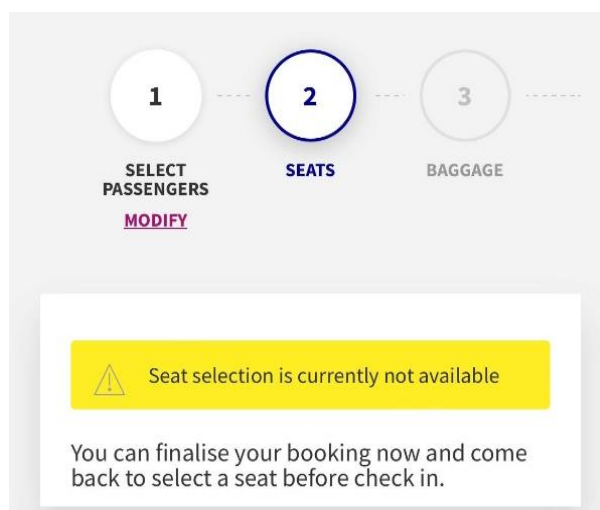 1
2
3
SELECT
PASSENGERS
SEATS
BAGGAGE
MODIFY
Seat selection is currently not available
You can finalise your booking now and come
back to select a seat before check in.